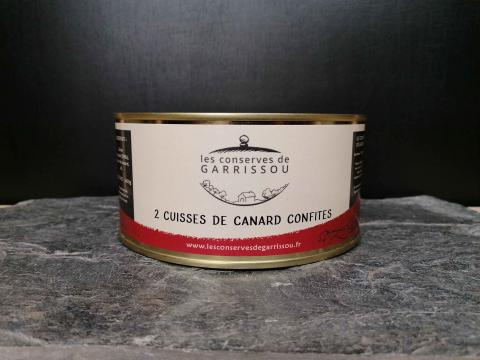 les conserves de
GARRISSOU
2 CUISSES DE CANARD CONFITES
www.lesconservesdegarrissou.fr